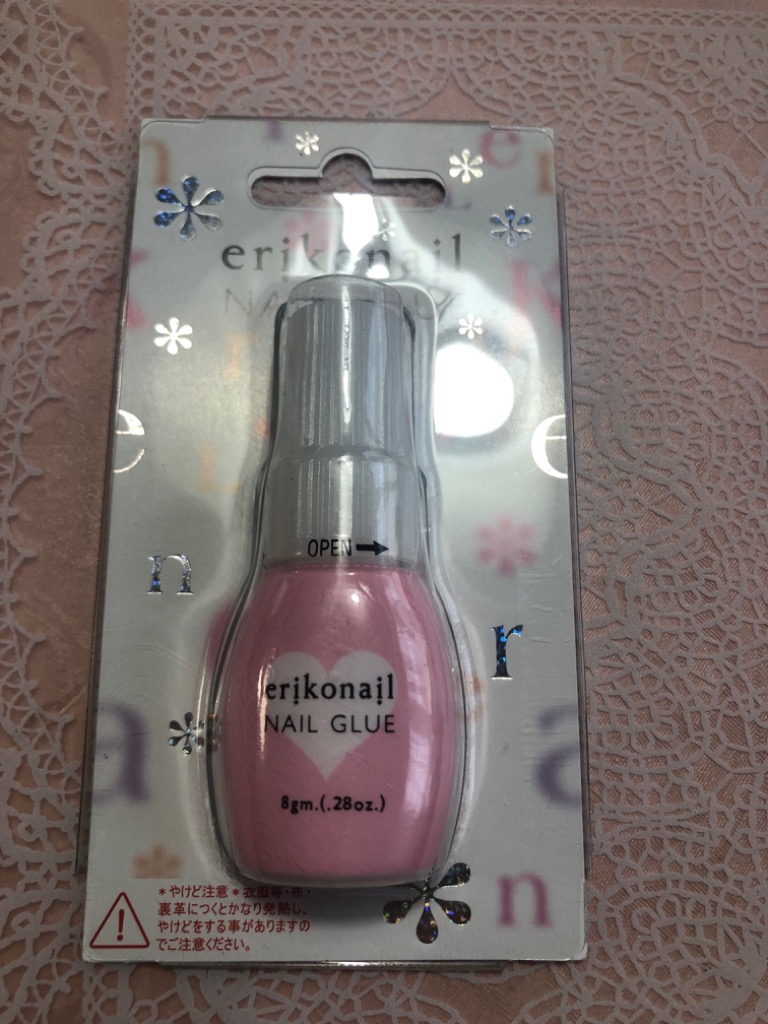 erikonail
OPEN→
erikonail
NAIL GLUE
8gm.(.28oz.)
＊やけど注意＊衣服等・布・
裏革につくとかなり発熱し、
やけどをする事がありますの
でご注意ください。
e
e
n
r
a
a
n